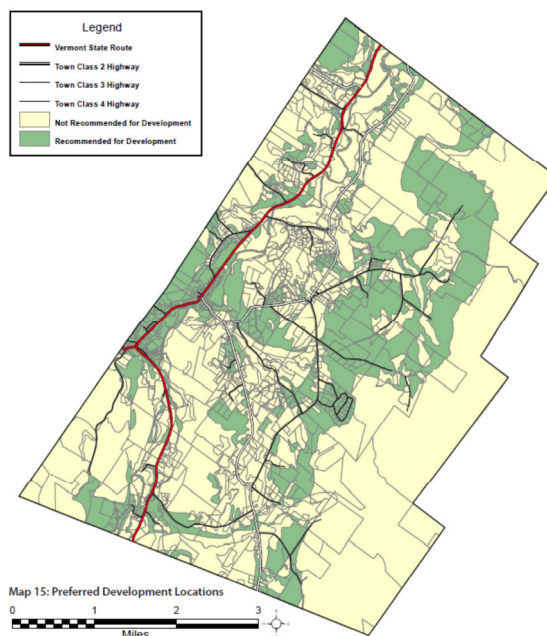 Legend
Vermont State Route
Town Class 2 Highway
Town Class 3 Highway
Town Class 4 Highway
Not Recommended for Development
Recommended for Development
Map 15: Preferred Development Locations
0 1 2 3
Miles